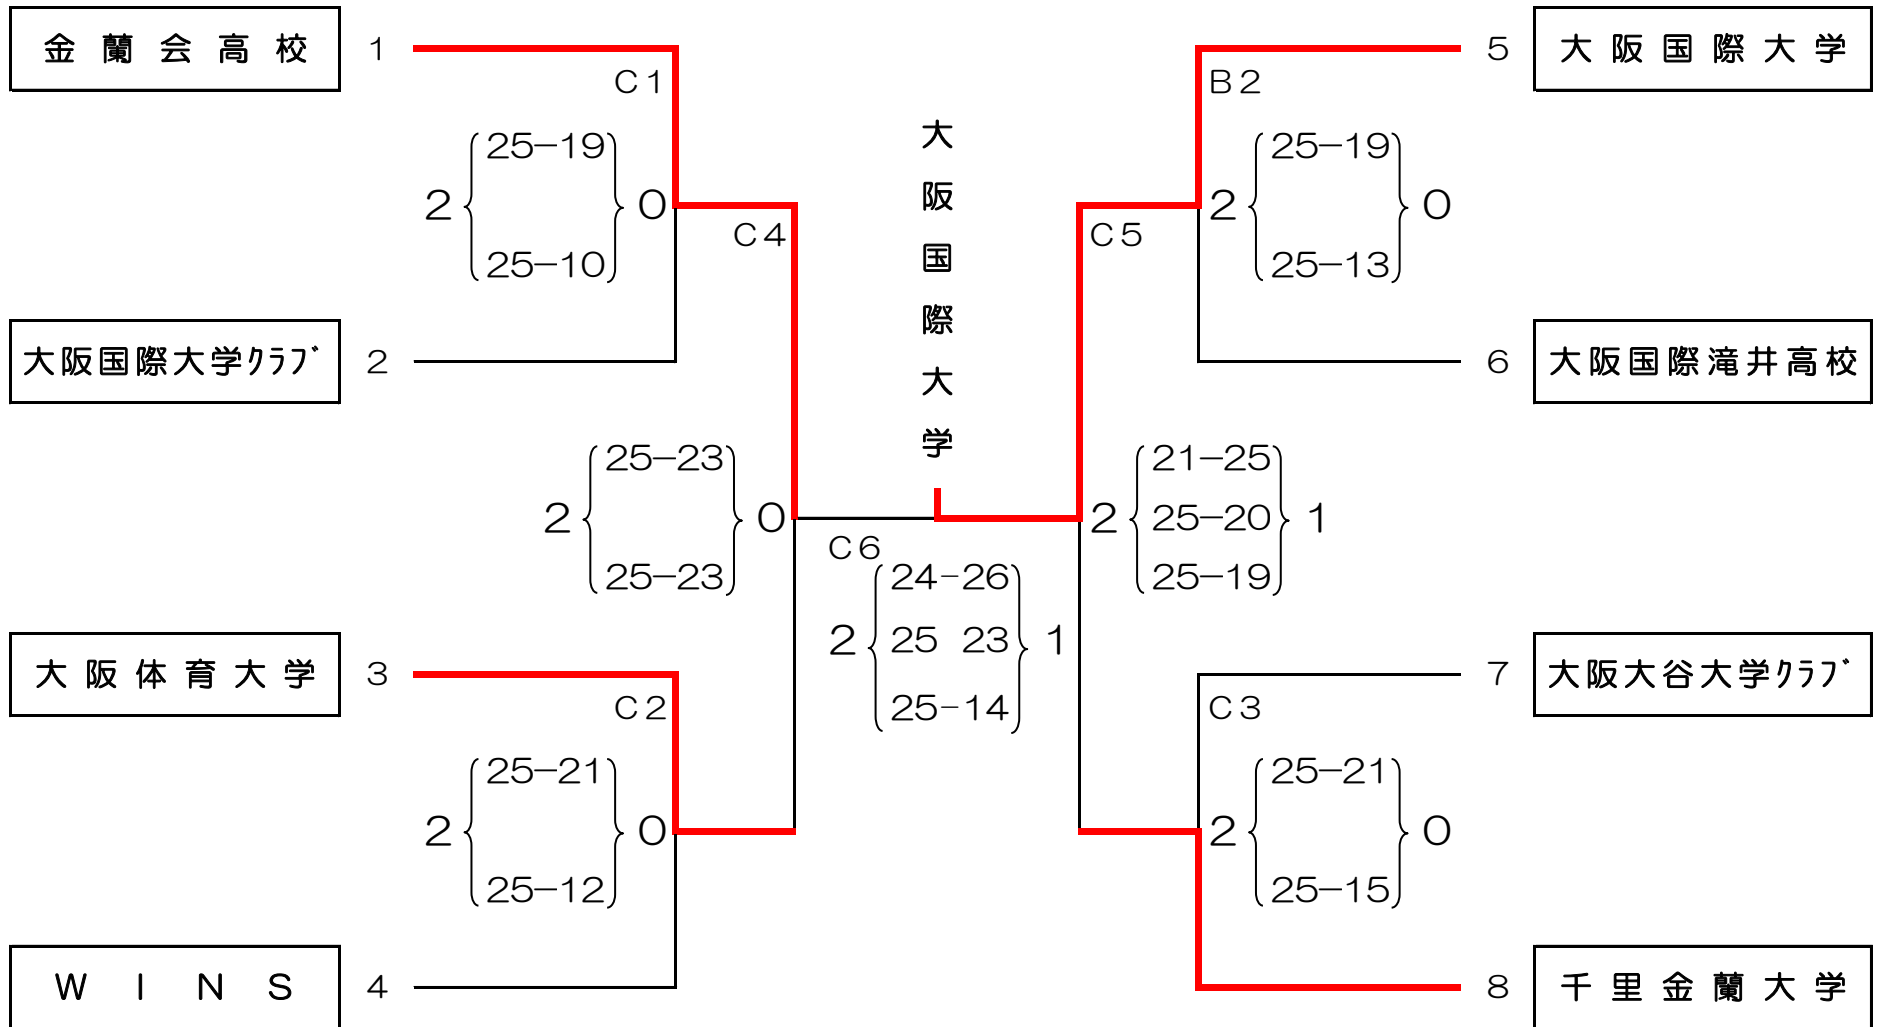 金蘭会高校 1
C1
25−19
2 0
25−10
大阪国際大学ｸﾗﾌﾞ 2
C4
25−23
2 0
25−23
大阪体育大学 3
C2
25−21
2 0
25−12
WINS 4
大阪国際大学
C6
24−26
2 25 23 1
25−14
5 大阪国際大学
B2
25−19
2 0
25−13
6 大阪国際滝井高校
C5
21−25
2 25−20 1
25−19
7 大阪大谷大学ｸﾗﾌﾞ
C3
25−21
2 0
25−15
8 千里金蘭大学